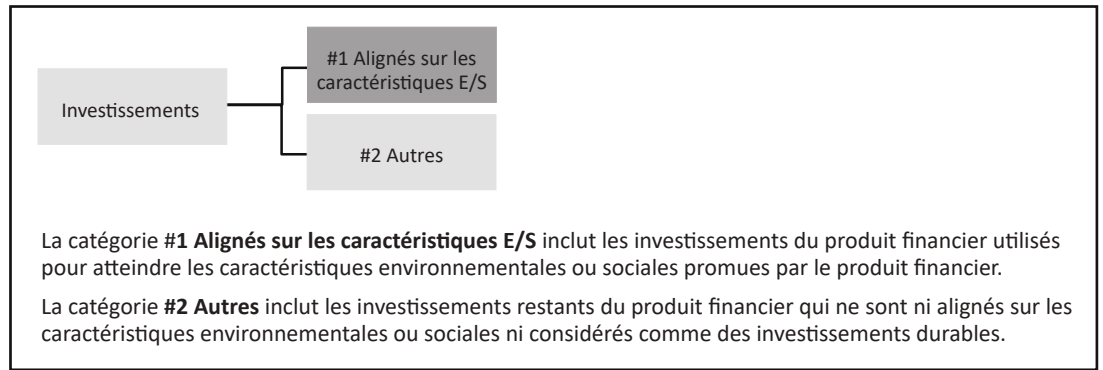 #1 Alignés sur les
caractéristiques E/S
Investissements
#2 Autres
La catégorie #1 Alignés sur les caractéristiques E/S inclut les investissements du produit financier utilisés
pour atteindre les caractéristiques environnementales ou sociales promues par le produit financier.
La catégorie #2 Autres inclut les investissements restants du produit financier qui ne sont ni alignés sur les
caractéristiques environnementales ou sociales ni considérés comme des investissements durables.